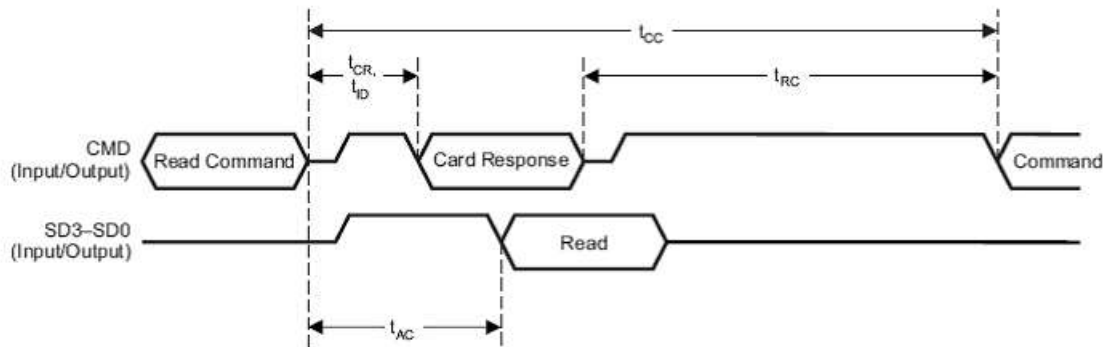 tCC
tCR,
tID
tRC
CMD
(Input/Output)
Read Command
Card Response
Command
SD3–SD0
(Input/Output)
Read
tAC